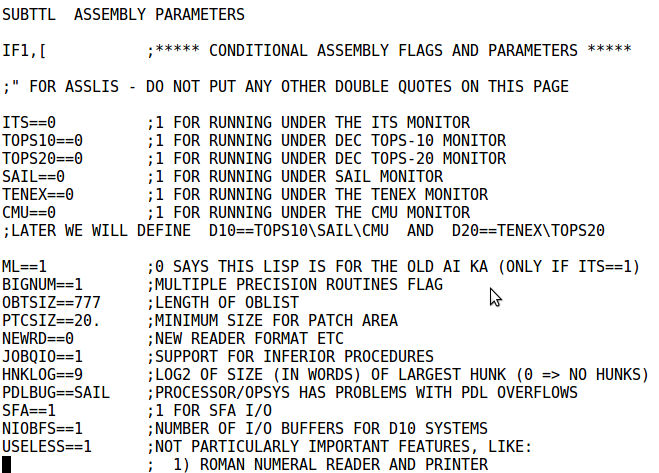 SUBTTL  ASSEMBLY PARAMETERS
IF1,[           ;***** CONDITIONAL ASSEMBLY FLAGS AND PARAMETERS *****
;" FOR ASSLIS - DO NOT PUT ANY OTHER DOUBLE QUOTES ON THIS PAGE
ITS==0          ;1 FOR RUNNING UNDER THE ITS MONITOR
TOPS10==0       ;1 FOR RUNNING UNDER DEC TOPS-10 MONITOR
TOPS20==0       ;1 FOR RUNNING UNDER DEC TOPS-20 MONITOR
SAIL==0         ;1 FOR RUNNING UNDER SAIL MONITOR
TENEX==0        ;1 FOR RUNNING UNDER THE TENEX MONITOR
CMU==0          ;1 FOR RUNNING UNDER THE CMU MONITOR
;LATER WE WILL DEFINE  D10==TOPS10\SAIL\CMU  AND  D20==TENEX\TOPS20
ML==1           ;0 SAYS THIS LISP IS FOR THE OLD AI KA (ONLY IF ITS==1)
BIGNUM==1       ;MULTIPLE PRECISION ROUTINES FLAG
OBTSIZ==777     ;LENGTH OF OBLIST
PTCSIZ==20.     ;MINIMUM SIZE FOR PATCH AREA
NEWRD==0        ;NEW READER FORMAT ETC
JOBQIO==1       ;SUPPORT FOR INFERIOR PROCEDURES
HNKLOG==9       ;LOG2 OF SIZE (IN WORDS) OF LARGEST HUNK (0 => NO HUNKS)
PDLBUG==SAIL    ;PROCESSOR/OPSYS HAS PROBLEMS WITH PDL OVERFLOWS
SFA==1          ;1 FOR SFA I/O
NIOBFS==1       ;NUMBER OF I/O BUFFERS FOR D10 SYSTEMS
USELESS==1      ;NOT PARTICULARLY IMPORTANT FEATURES, LIKE:
                ;  1) ROMAN NUMERAL READER AND PRINTER